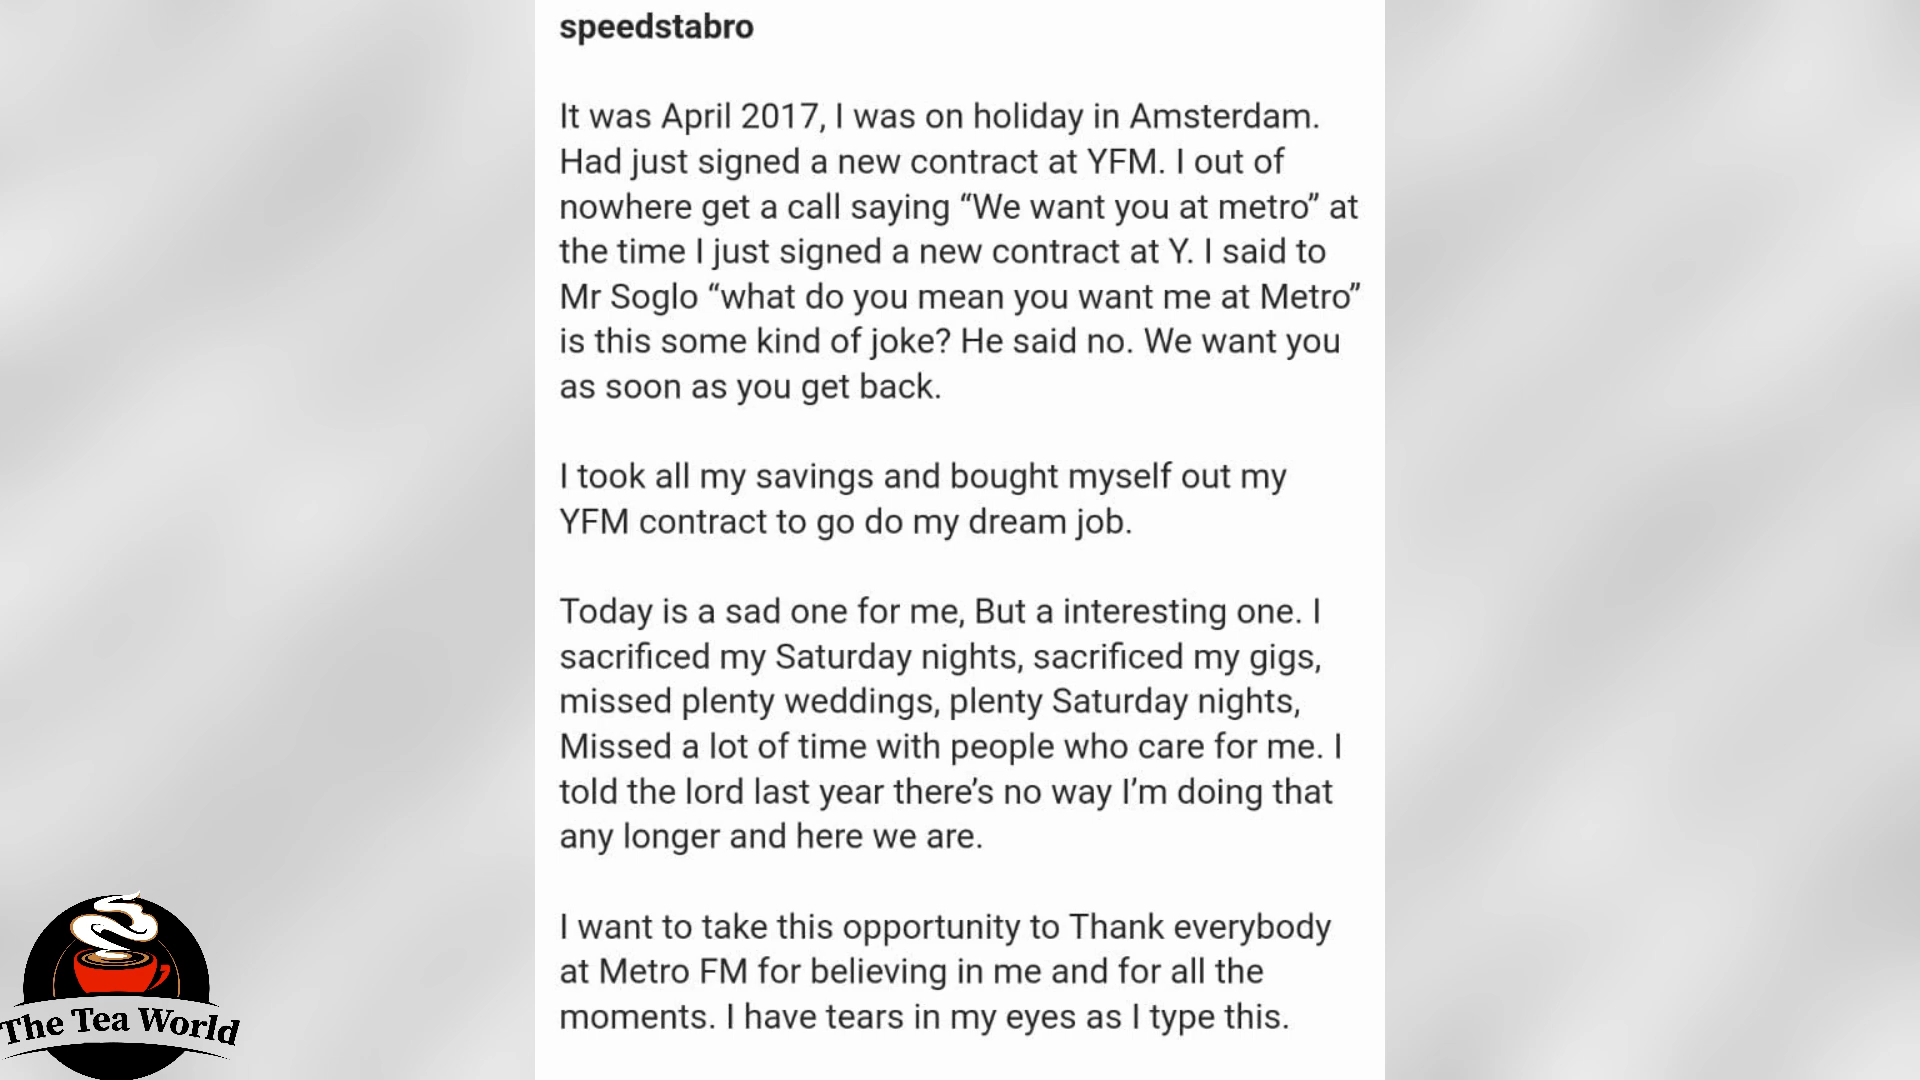 speedstabro
It was April 2017, I was on holiday in Amsterdam.
Had just signed a new contract at YFM. I out of
nowhere get a call saying “We want you at metro” at
the time I just signed a new contract at Y. I said to
Mr Soglo “what do you mean you want me at Metro”
is this some kind of joke? He said no. We want you
as soon as you get back.
I took all my savings and bought myself out my
YFM contract to go do my dream job.
Today is a sad one for me, But a interesting one. I
sacrificed my Saturday nights, sacrificed my gigs,
missed plenty weddings, plenty Saturday nights,
Missed a lot of time with people who care for me. I
told the lord last year there’s no way I’m doing that
any longer and here we are.
I want to take this opportunity to Thank everybody
at Metro FM for believing in me and for all the
moments. I have tears in my eyes as I type this.
The Tea World